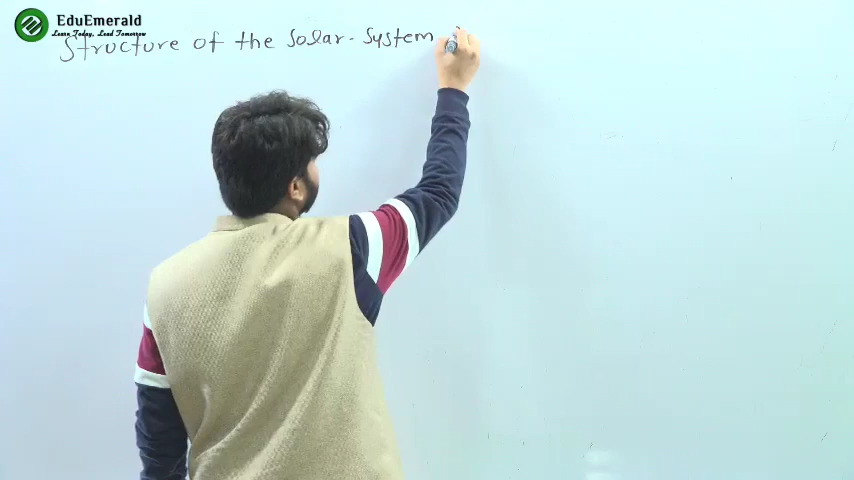 EduEmerald
Learn Today, Lead Tomorrow
Structure of the Solar-System